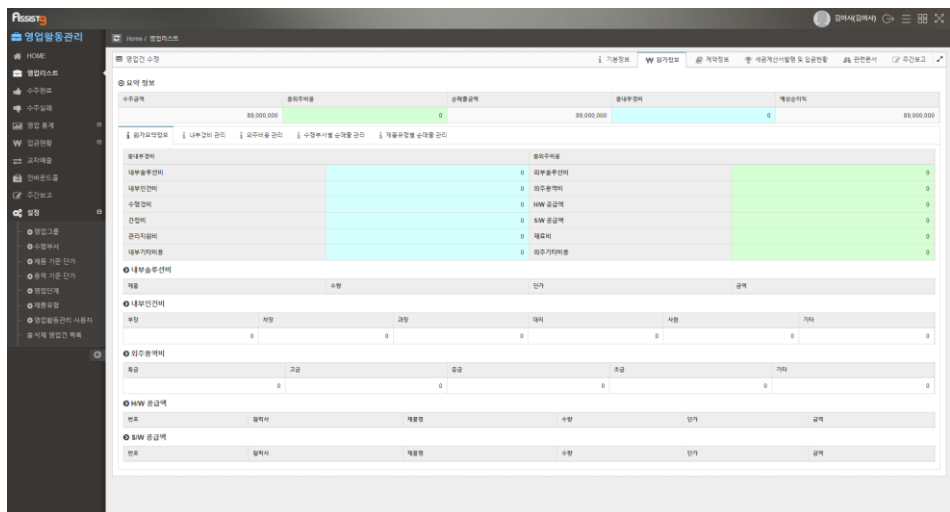 Assist9
김이사(김이사)
영업활동관리
Home / 영업리스트
HOME
영업리스트
수주완료
수주실패
영업 통계
입금현황
교차매출
인바운드콜
주간보고
설정
영업그룹
수행부서
제품 기준 단가
용역 기준 단가
영업단계
제품유형
영업활동관리 사용자
삭제 영업건 목록
영업건 수정
기본정보 원가정보 계약정보 세금계산서발행 및 입금현황 관련문서 주간보고
요약 정보
수주금액 총외주비용 순매출금액 총내부경비 예상순이익
89,000,000 0 89,000,000 0 89,000,000
원가요약정보 내부경비 관리 외주비용 관리 수행부서별 순매출 관리 제품유형별 순매출 관리
총내부경비 총외주비용
내부솔루션비 0 외부솔루션비 0
내부인건비 0 외주용역비 0
수행경비 0 H/W 공급액 0
간접비 0 S/W 공급액 0
관리지원비 0 재료비 0
내부기타비용 0 외주기타비용 0
내부솔루션비
제품 수량 단가 금액
내부인건비
부장 차장 과장 대리 사원 기타
0 0 0 0 0 0
외주용역비
특급 고급 중급 초급 기타
0 0 0 0 0
H/W 공급액
번호 협력사 제품명 수량 단가 금액
S/W 공급액
번호 협력사 제품명 수량 단가 금액